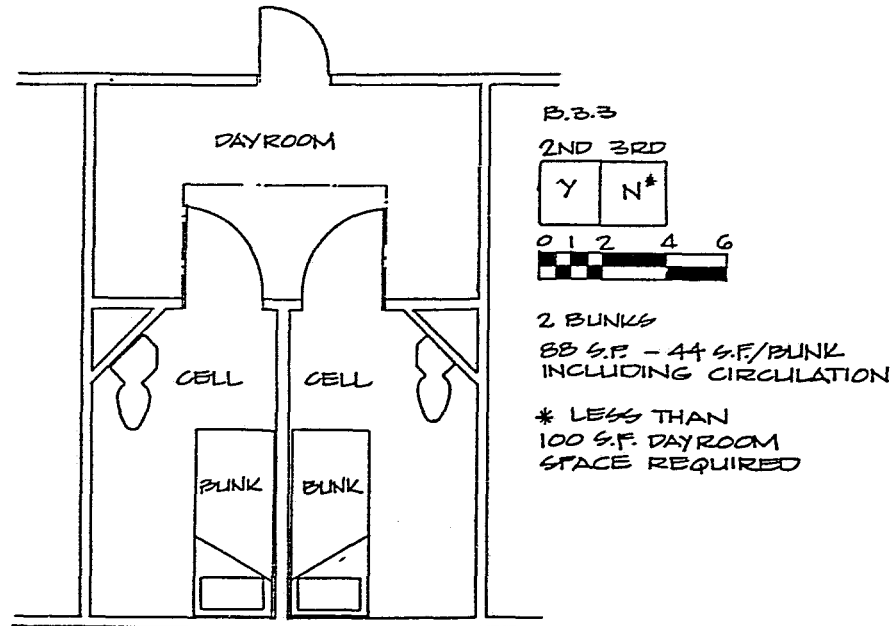 DAYROOM
CELL CELL
BUNK BUNK
B.3.3
2ND 3RD
Y N*
0 1 2 4 6
2 BUNKS
88 S.F. - 44 S.F./BUNK
INCLUDING CIRCULATION
* LESS THAN
100 S.F. DAYROOM
SPACE REQUIRED